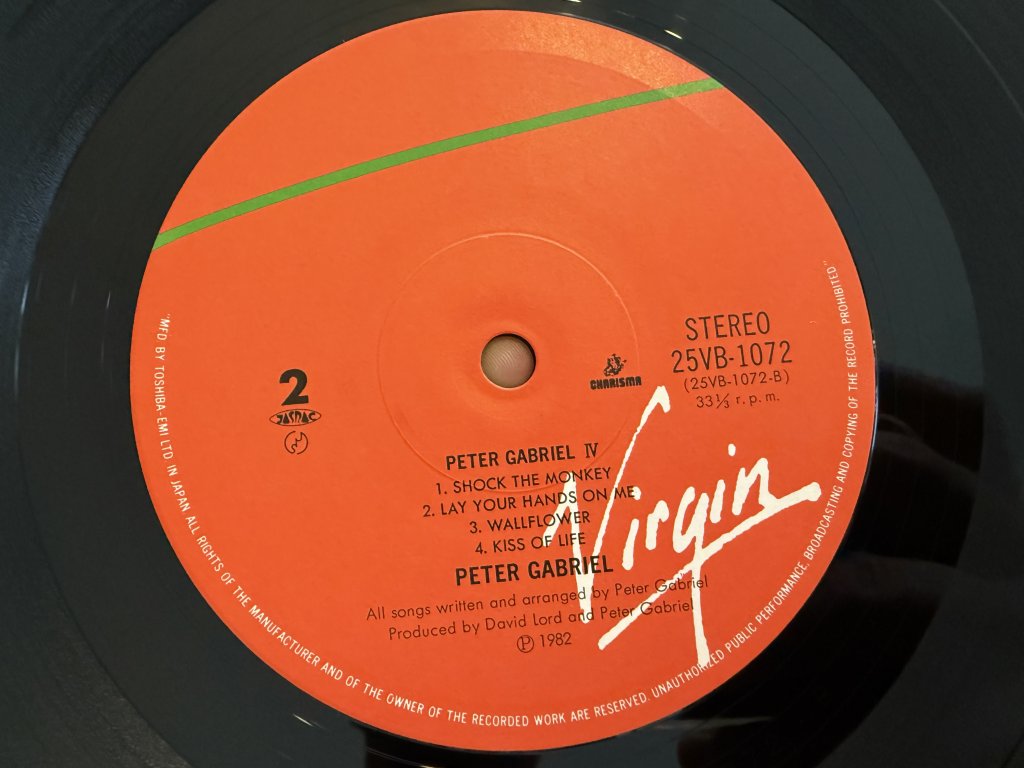 STEREO
25VB-1072
(25VB-1072-B)
33⅓ r.p.m.
CHARISMA
2
JASRAC
PETER GABRIEL Ⅳ
1. SHOCK THE MONKEY
2. LAY YOUR HANDS ON ME
3. WALLFLOWER
4. KISS OF LIFE
PETER GABRIEL
All songs written and arranged by Peter Gabriel
Produced by David Lord and Peter Gabriel
Ⓟ 1982
Virgin
"MFD BY TOSHIBA-EMI LTD IN JAPAN ALL RIGHTS OF THE MANUFACTURER AND OF THE OWNER OF THE RECORDED WORK ARE RESERVED. UNAUTHORIZED PUBLIC PERFORMANCE, BROADCASTING AND COPYING OF THE RECORD PROHIBITED."